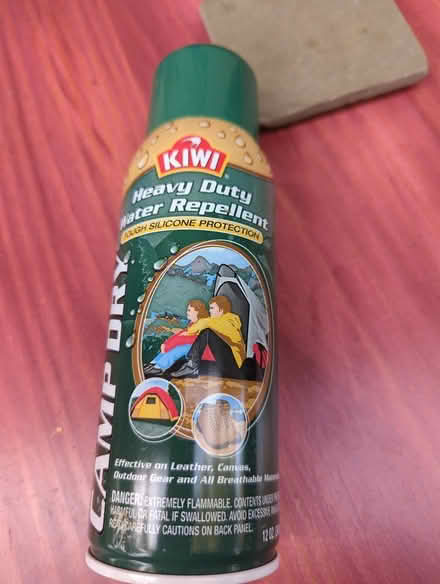 KIWI
Heavy Duty
Water Repellent
TOUGH SILICONE PROTECTION
CAMP DRY
Effective on Leather, Canvas,
Outdoor Gear and All Breathable
DANGER: EXTREMELY FLAMMABLE. CONTENTS UNDER
HARMFUL OR FATAL IF SWALLOWED. AVOID EXCESSIVE
READ CAREFULLY CAUTIONS ON BACK PANEL.
12 OZ.